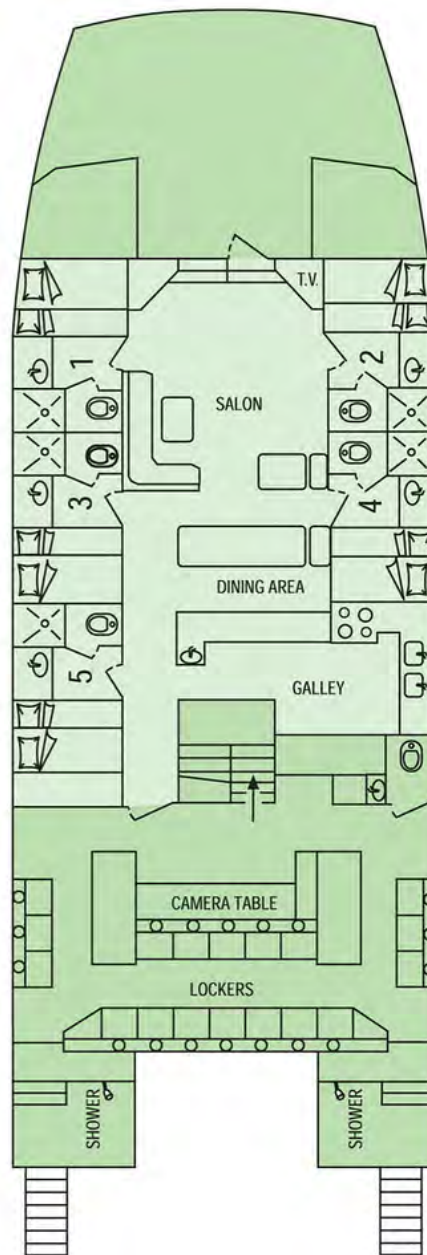 T.V.
1
2
SALON
3
4
DINING AREA
5
GALLEY
CAMERA TABLE
LOCKERS
SHOWER
SHOWER